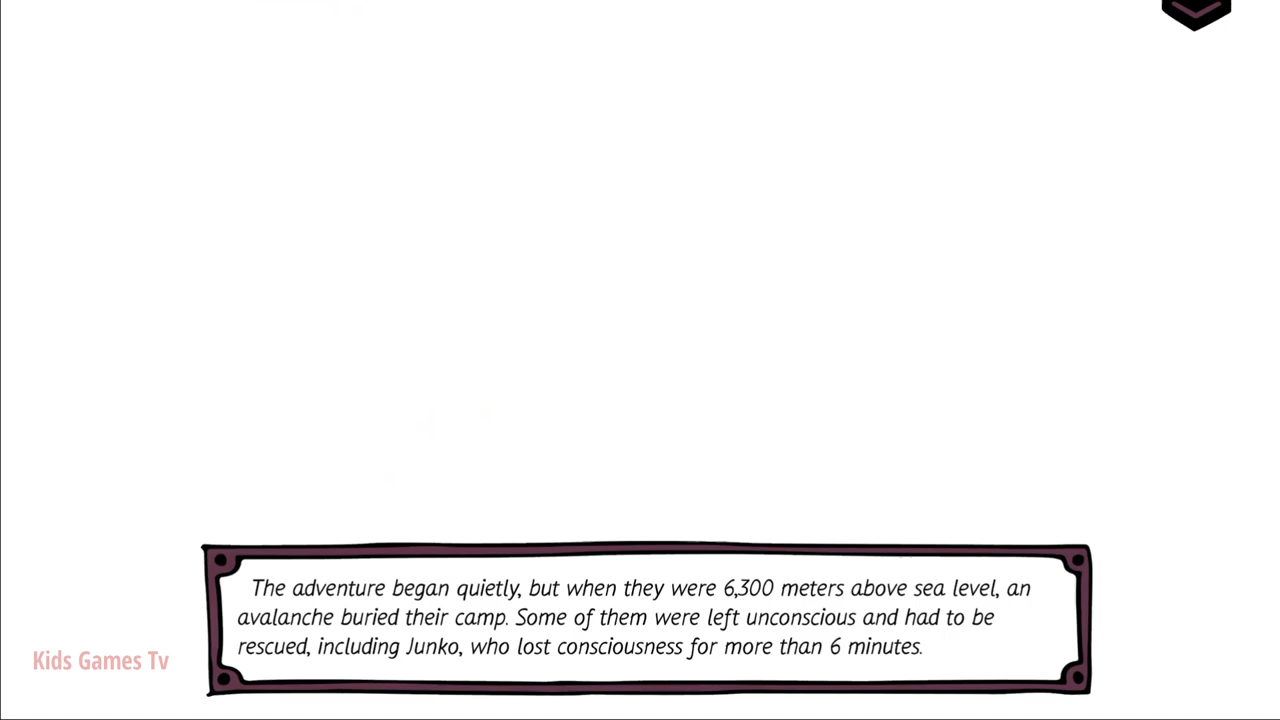 The adventure began quietly, but when they were 6,300 meters above sea level, an
avalanche buried their camp. Some of them were left unconscious and had to be
rescued, including Junko, who lost consciousness for more than 6 minutes.
Kids Games Tv